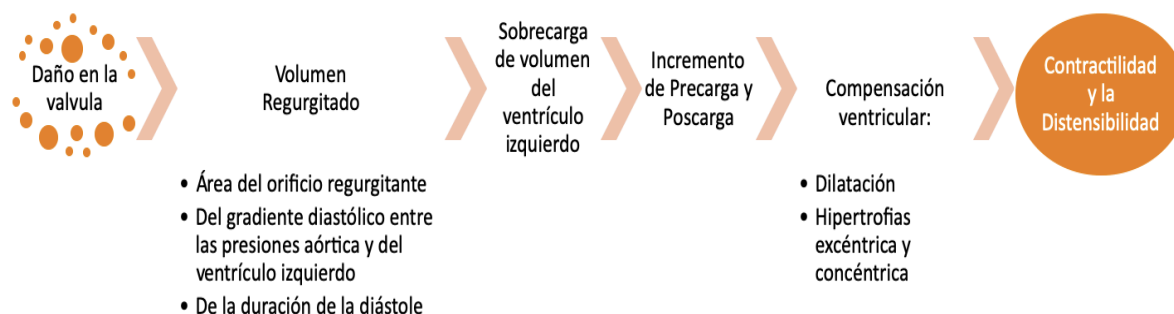 Daño en la
valvula
Volumen
Regurgitado
• Área del orificio regurgitante
• Del gradiente diastólico entre
las presiones aórtica y del
ventrículo izquierdo
• De la duración de la diástole
Sobrecarga
de volumen
del
ventrículo
izquierdo
Incremento
de Precarga y
Poscarga
Compensación
ventricular:
• Dilatación
• Hipertrofias
excéntrica y
concéntrica
Contractilidad
y la
Distensibilidad